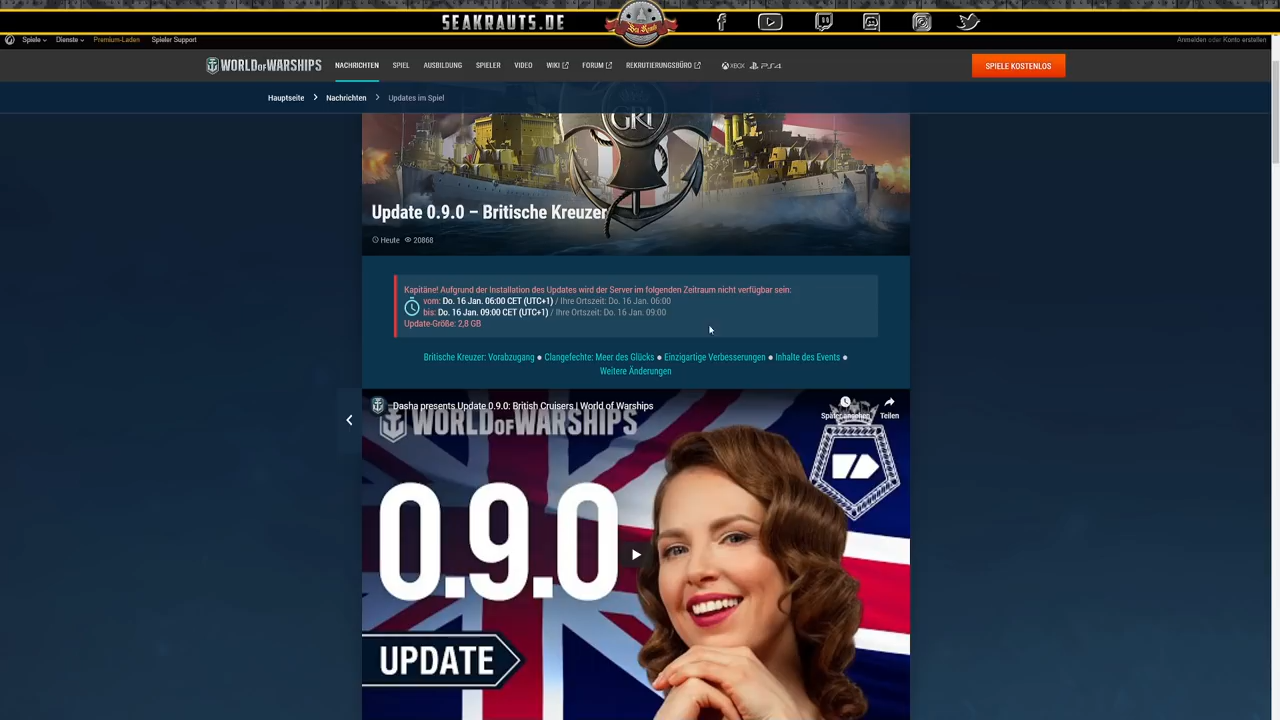 SEAKRAUTS.DE
Spiele Dienste Premium-Laden Spieler Support
Anmelden oder Konto erstellen
WORLD OF WARSHIPS NACHRICHTEN SPIEL AUSBILDUNG SPIELER VIDEO WIKI FORUM REKRUTIERUNGSBÜRO XBOX PS4 SPIELE KOSTENLOS
Hauptseite Nachrichten Updates im Spiel
GRI
Update 0.9.0 – Britische Kreuzer
Heute 20868
Kapitäne! Aufgrund der Installation des Updates wird der Server im folgenden Zeitraum nicht verfügbar sein:
vom: Do. 16 Jan. 06:00 CET (UTC+1) / Ihre Ortszeit: Do. 16 Jan. 06:00
bis: Do. 16 Jan. 09:00 CET (UTC+1) / Ihre Ortszeit: Do. 16 Jan. 09:00
Update-Größe: 2,8 GB
Britische Kreuzer: Vorabzugang ● Clangefechte: Meer des Glücks ● Einzigartige Verbesserungen ● Inhalte des Events ●
Weitere Änderungen
Dasha presents Update 0.9.0: British Cruisers | World of Warships
Später ansehen Teilen
WORLD OF WARSHIPS
0.9.0
UPDATE